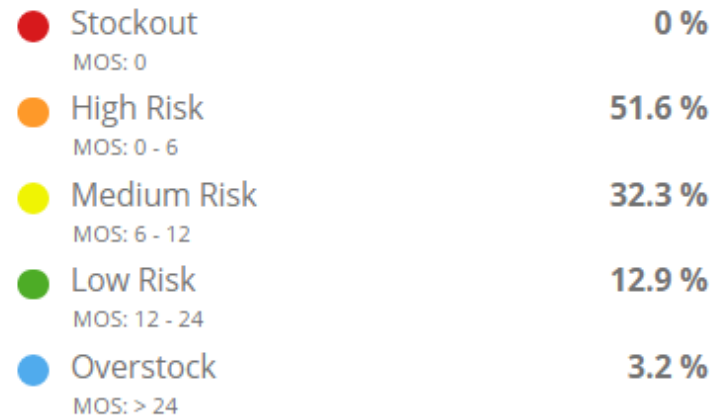 Stockout 0 %
MOS: 0
High Risk 51.6 %
MOS: 0 - 6
Medium Risk 32.3 %
MOS: 6 - 12
Low Risk 12.9 %
MOS: 12 - 24
Overstock 3.2 %
MOS: > 24